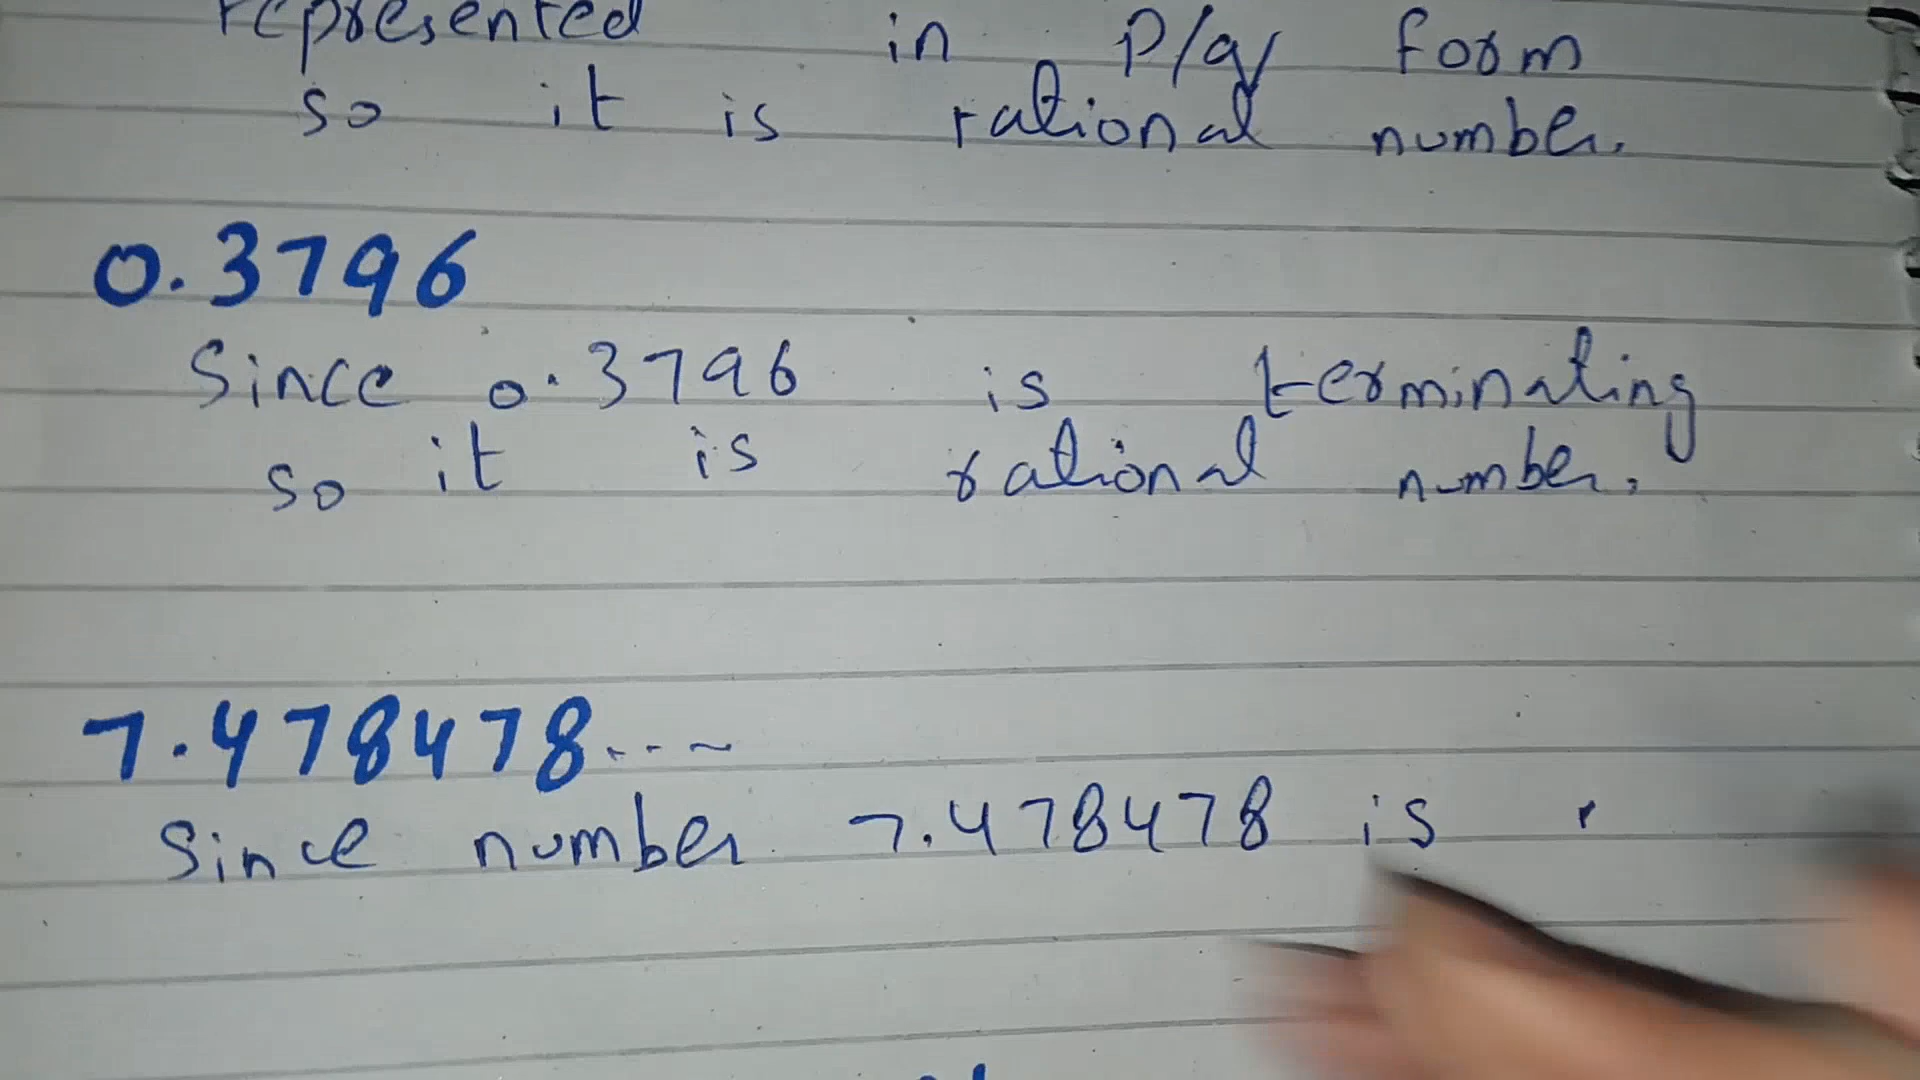 represented in P/q form
so it is rational number.
0.3796
Since 0.3796 is terminating
so it is rational number.
7.478478...
Since number 7.478478 is